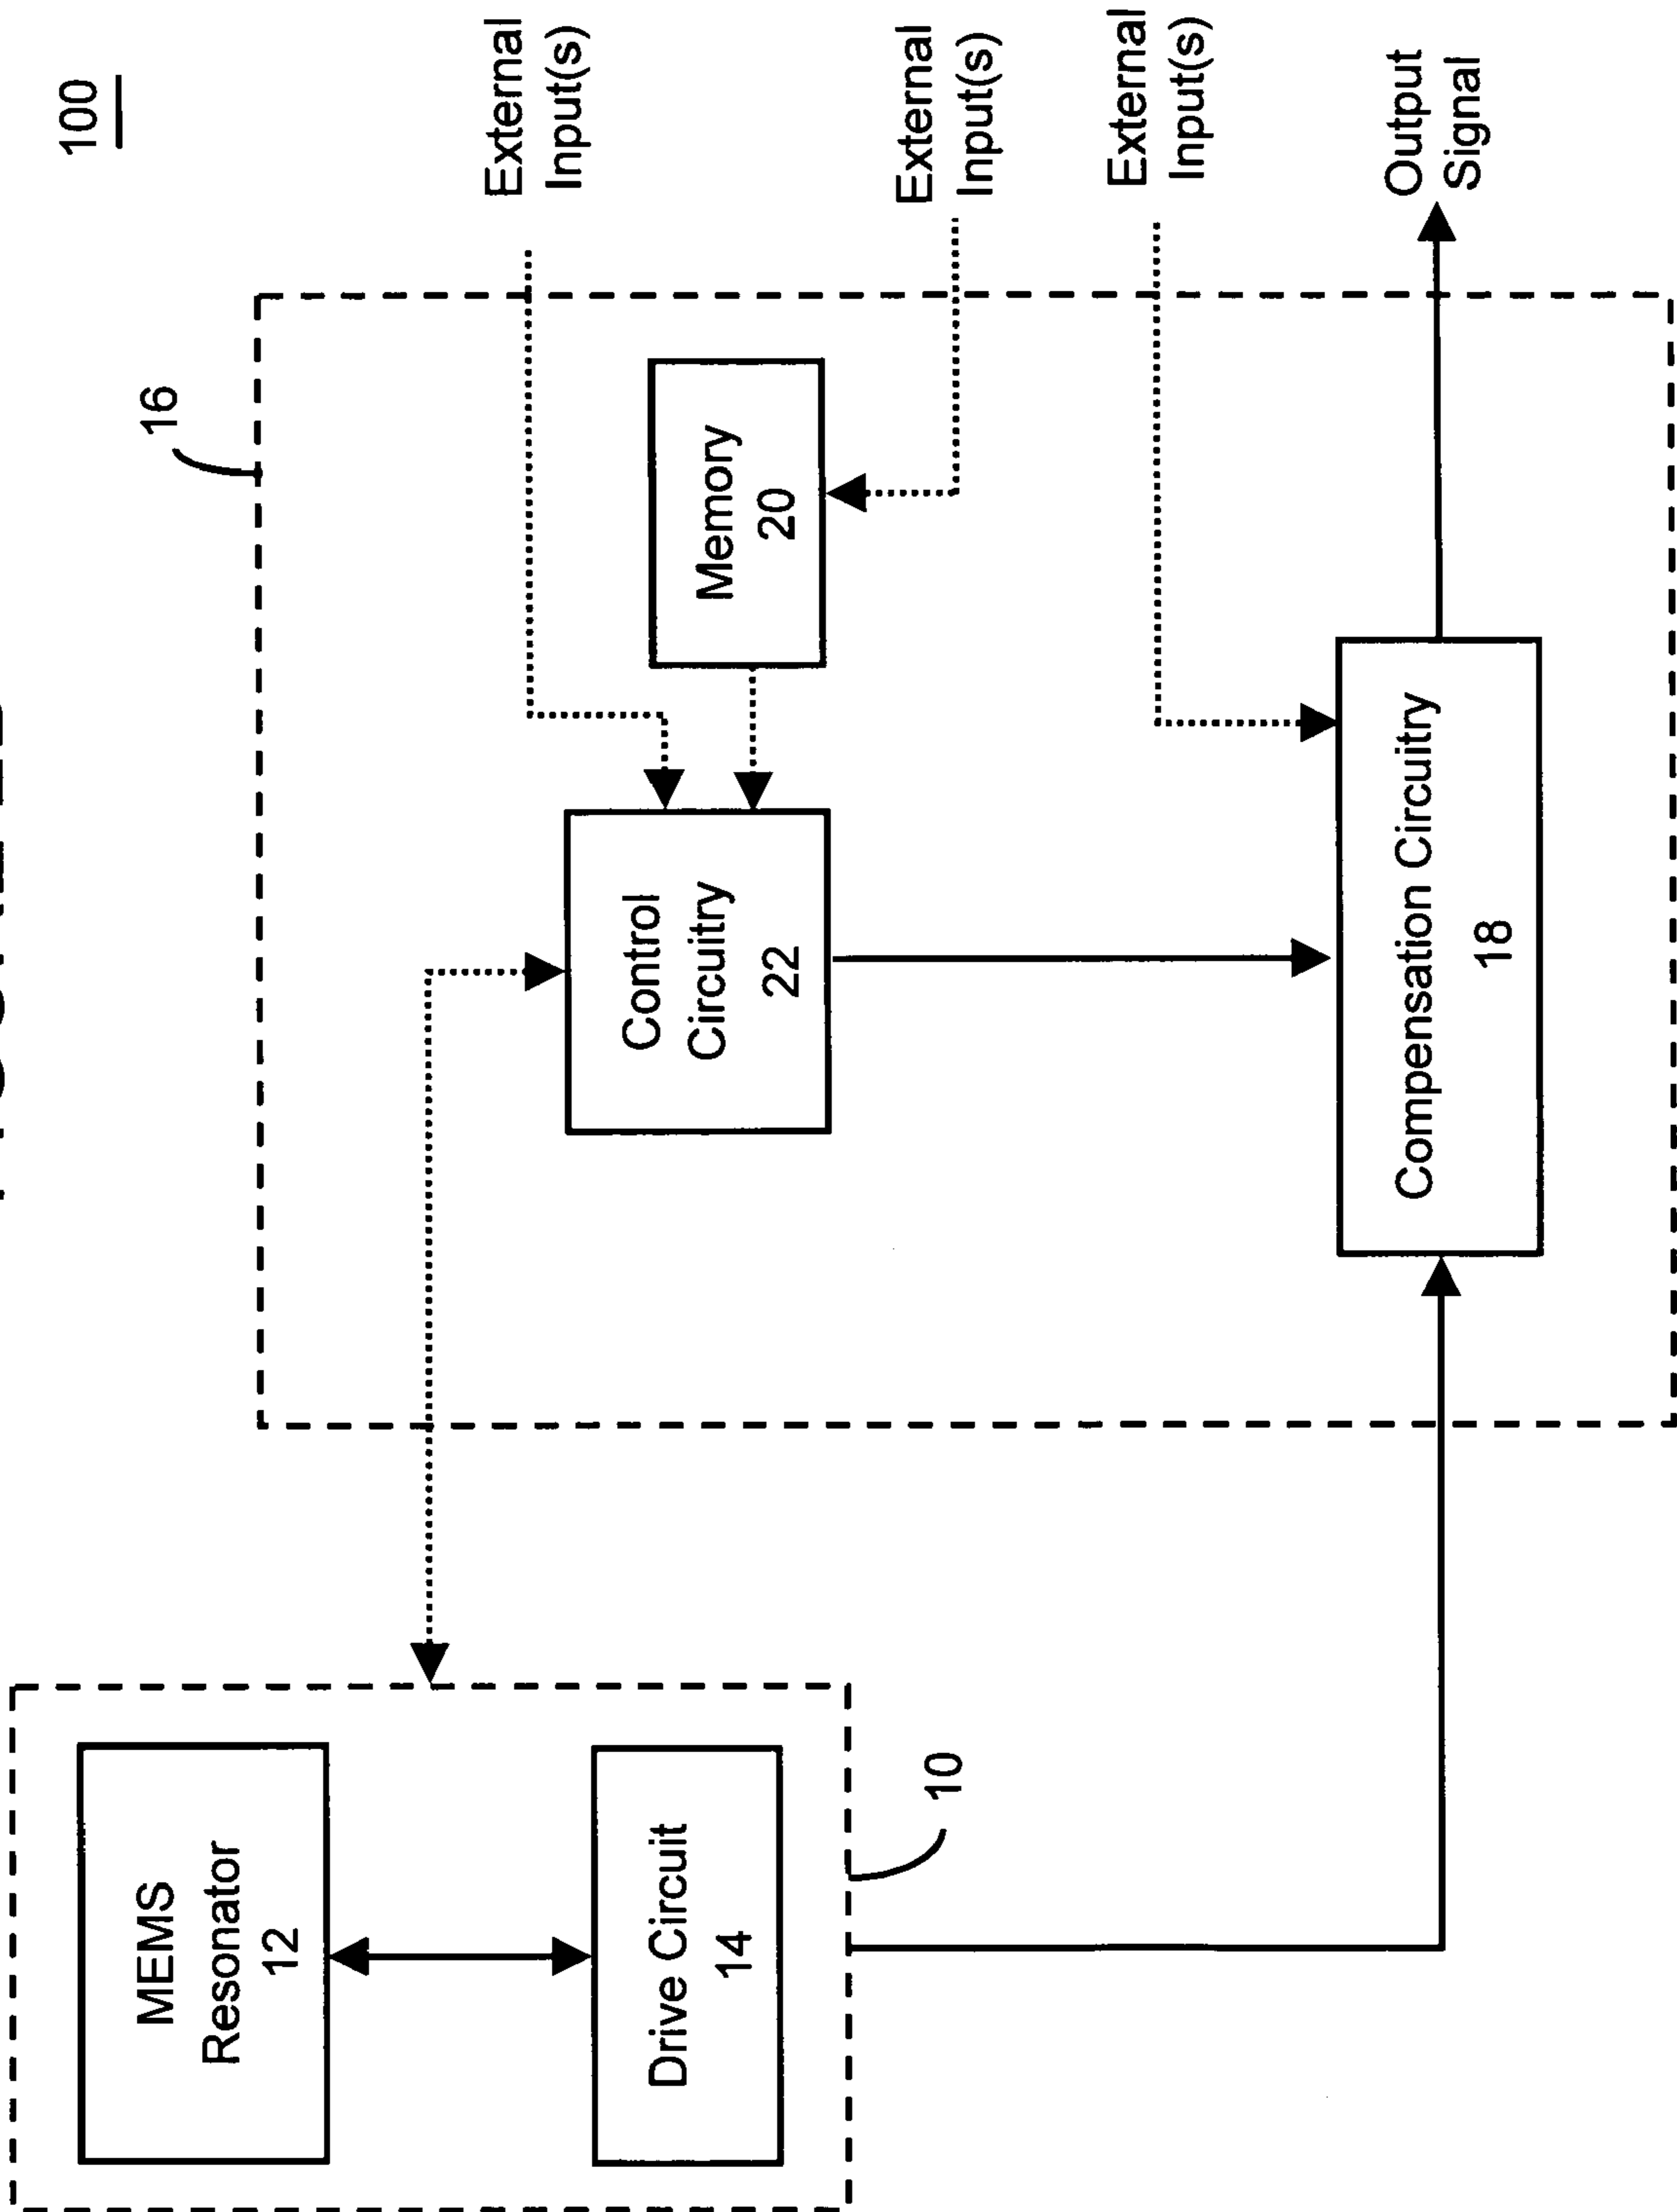 100
16
External
Input(s)
External
Input(s)
External
Input(s)
Output
Signal
MEMS
Resonator
12
Drive Circuit
14
10
Control
Circuitry
22
Memory
20
Compensation Circuitry
18